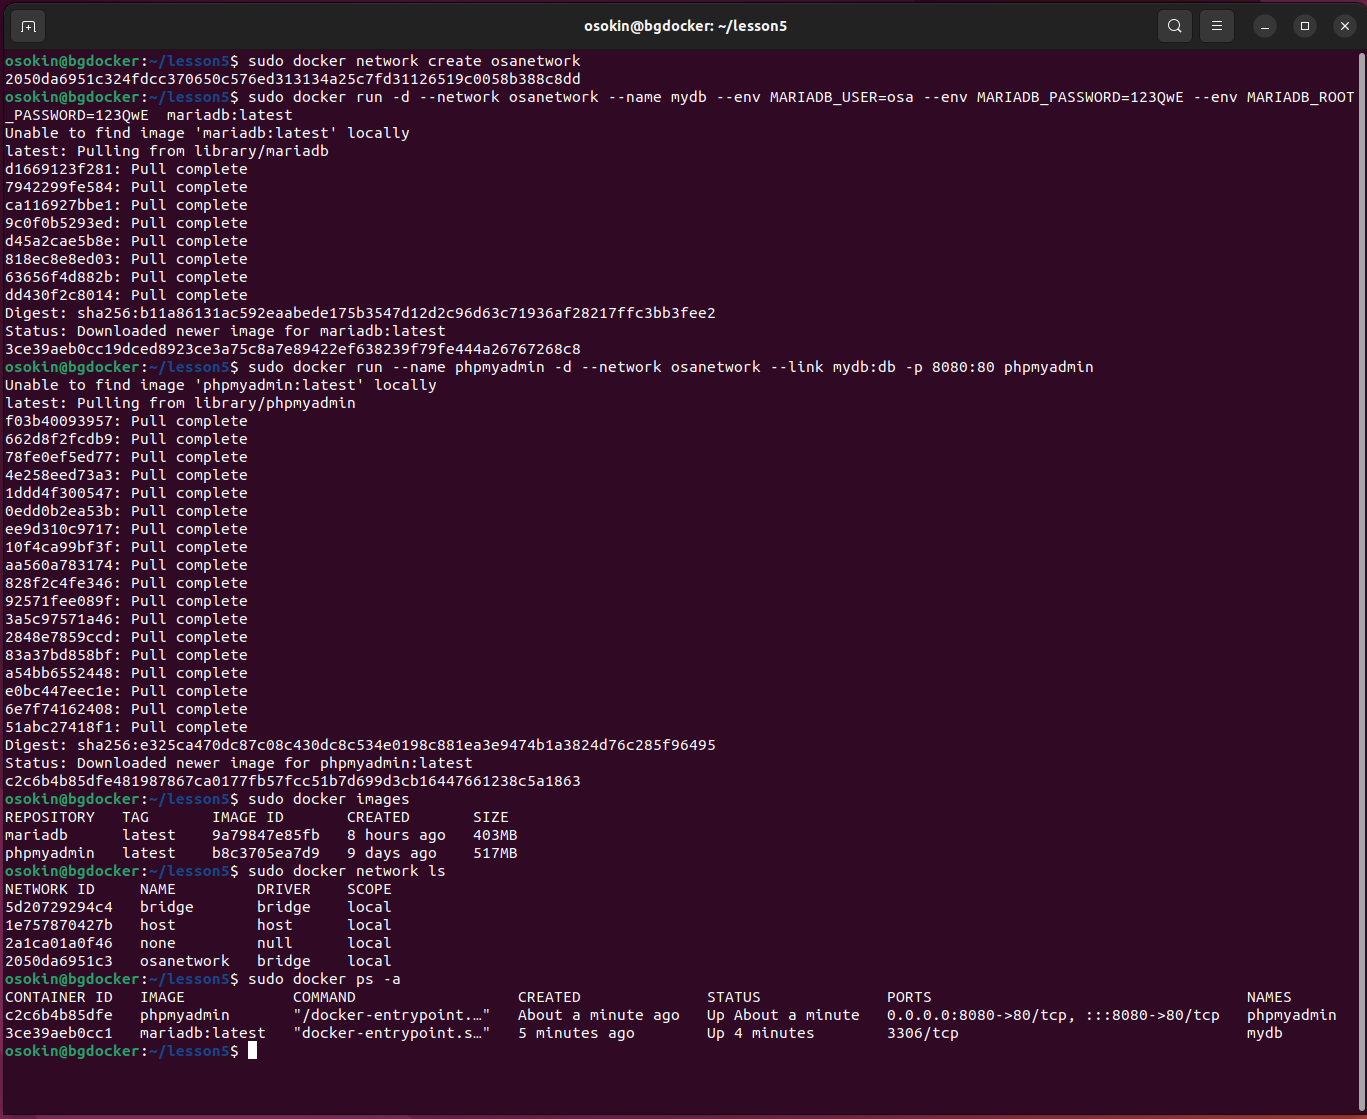 osokin@bgdocker: ~/lesson5
osokin@bgdocker:~/lesson5$ sudo docker network create osanetwork
2050da6951c324fdcc370650c576ed313134a25c7fd31126519c0058b388c8dd
osokin@bgdocker:~/lesson5$ sudo docker run -d --network osanetwork --name mydb --env MARIADB_USER=osa --env MARIADB_PASSWORD=123QwE --env MARIADB_ROOT
_PASSWORD=123QwE  mariadb:latest
Unable to find image 'mariadb:latest' locally
latest: Pulling from library/mariadb
d1669123f281: Pull complete
7942299fe584: Pull complete
ca116927bbe1: Pull complete
9c0f0b5293ed: Pull complete
d45a2cae5b8e: Pull complete
818ec8e8ed03: Pull complete
63656f4d882b: Pull complete
dd430f2c8014: Pull complete
Digest: sha256:b11a86131ac592eaabede175b3547d12d2c96d63c71936af28217ffc3bb3fee2
Status: Downloaded newer image for mariadb:latest
3ce39aeb0cc19dced8923ce3a75c8a7e89422ef638239f79fe444a26767268c8
osokin@bgdocker:~/lesson5$ sudo docker run --name phpmyadmin -d --network osanetwork --link mydb:db -p 8080:80 phpmyadmin
Unable to find image 'phpmyadmin:latest' locally
latest: Pulling from library/phpmyadmin
f03b40093957: Pull complete
662d8f2fcdb9: Pull complete
78fe0ef5ed77: Pull complete
4e258eed73a3: Pull complete
1ddd4f300547: Pull complete
0edd0b2ea53b: Pull complete
ee9d310c9717: Pull complete
10f4ca99bf3f: Pull complete
aa560a783174: Pull complete
828f2c4fe346: Pull complete
92571fee089f: Pull complete
3a5c97571a46: Pull complete
2848e7859ccd: Pull complete
83a37bd858bf: Pull complete
a54bb6552448: Pull complete
e0bc447eec1e: Pull complete
6e7f74162408: Pull complete
51abc27418f1: Pull complete
Digest: sha256:e325ca470dc87c08c430dc8c534e0198c881ea3e9474b1a3824d76c285f96495
Status: Downloaded newer image for phpmyadmin:latest
c2c6b4b85dfe481987867ca0177fb57fcc51b7d699d3cb16447661238c5a1863
osokin@bgdocker:~/lesson5$ sudo docker images
REPOSITORY   TAG       IMAGE ID       CREATED       SIZE
mariadb      latest    9a79847e85fb   8 hours ago   403MB
phpmyadmin   latest    b8c3705ea7d9   9 days ago    517MB
osokin@bgdocker:~/lesson5$ sudo docker network ls
NETWORK ID     NAME         DRIVER    SCOPE
5d20729294c4   bridge       bridge    local
1e757870427b   host         host      local
2a1ca01a0f46   none         null      local
2050da6951c3   osanetwork   bridge    local
osokin@bgdocker:~/lesson5$ sudo docker ps -a
CONTAINER ID   IMAGE            COMMAND                  CREATED              STATUS              PORTS                                   NAMES
c2c6b4b85dfe   phpmyadmin       "/docker-entrypoint.…"   About a minute ago   Up About a minute   0.0.0.0:8080->80/tcp, :::8080->80/tcp   phpmyadmin
3ce39aeb0cc1   mariadb:latest   "docker-entrypoint.s…"   5 minutes ago        Up 4 minutes        3306/tcp                                mydb
osokin@bgdocker:~/lesson5$